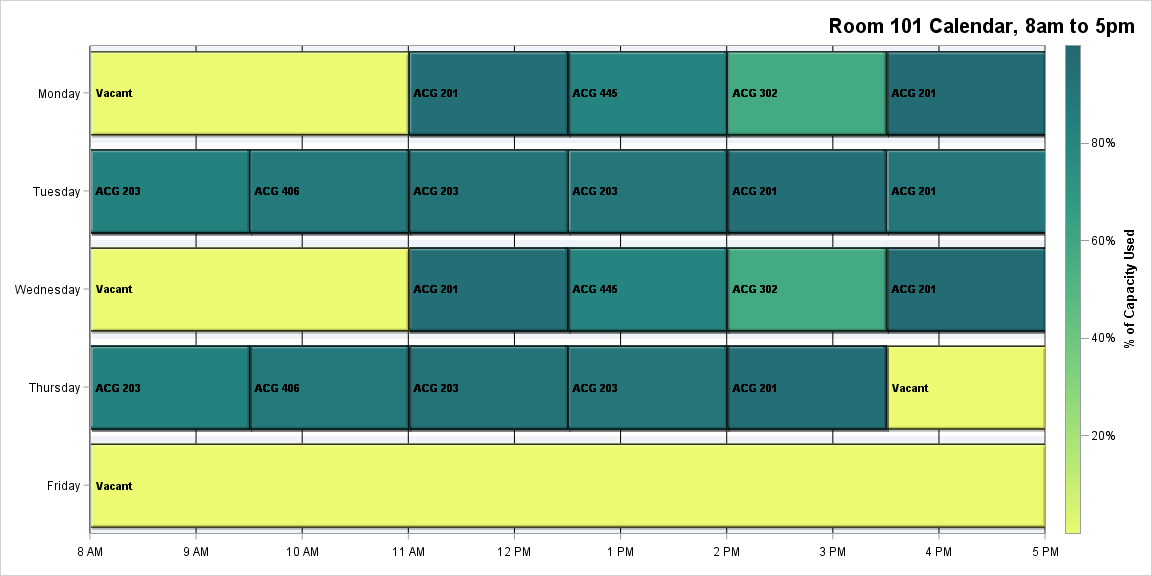 Room 101 Calendar, 8am to 5pm
Monday
Vacant
ACG 201
ACG 445
ACG 302
ACG 201
Tuesday
ACG 203
ACG 406
ACG 203
ACG 203
ACG 201
ACG 201
Wednesday
Vacant
ACG 201
ACG 445
ACG 302
ACG 201
Thursday
ACG 203
ACG 406
ACG 203
ACG 203
ACG 201
Vacant
Friday
Vacant
8 AM
9 AM
10 AM
11 AM
12 PM
1 PM
2 PM
3 PM
4 PM
5 PM
80%
60%
40%
20%
% of Capacity Used